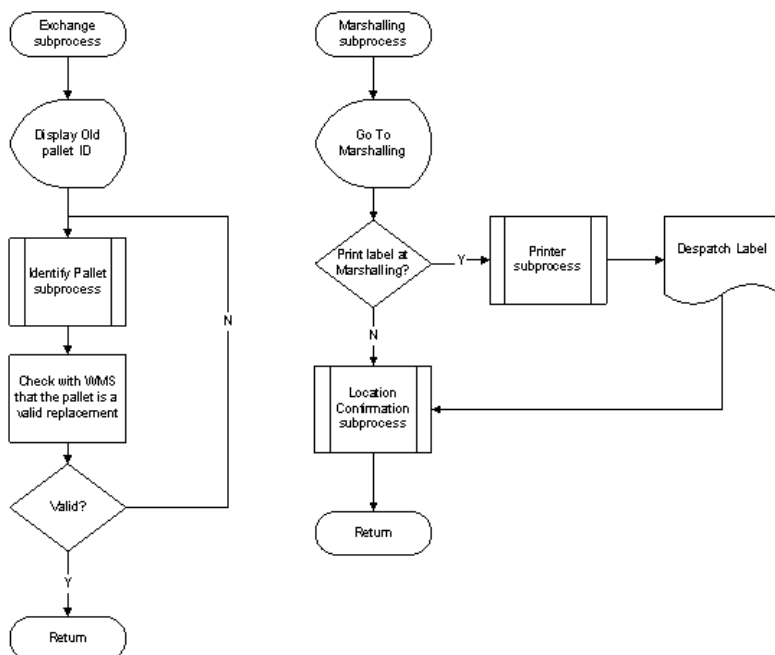 Exchange
subprocess
Display Old
pallet ID
Identify Pallet
subprocess
Check with WMS
that the pallet is a
valid replacement
Valid?
N
Y
Return
Marshalling
subprocess
Go To
Marshalling
Print label at
Marshalling?
Y
Printer
subprocess
Despatch Label
N
Location
Confirmation
subprocess
Return